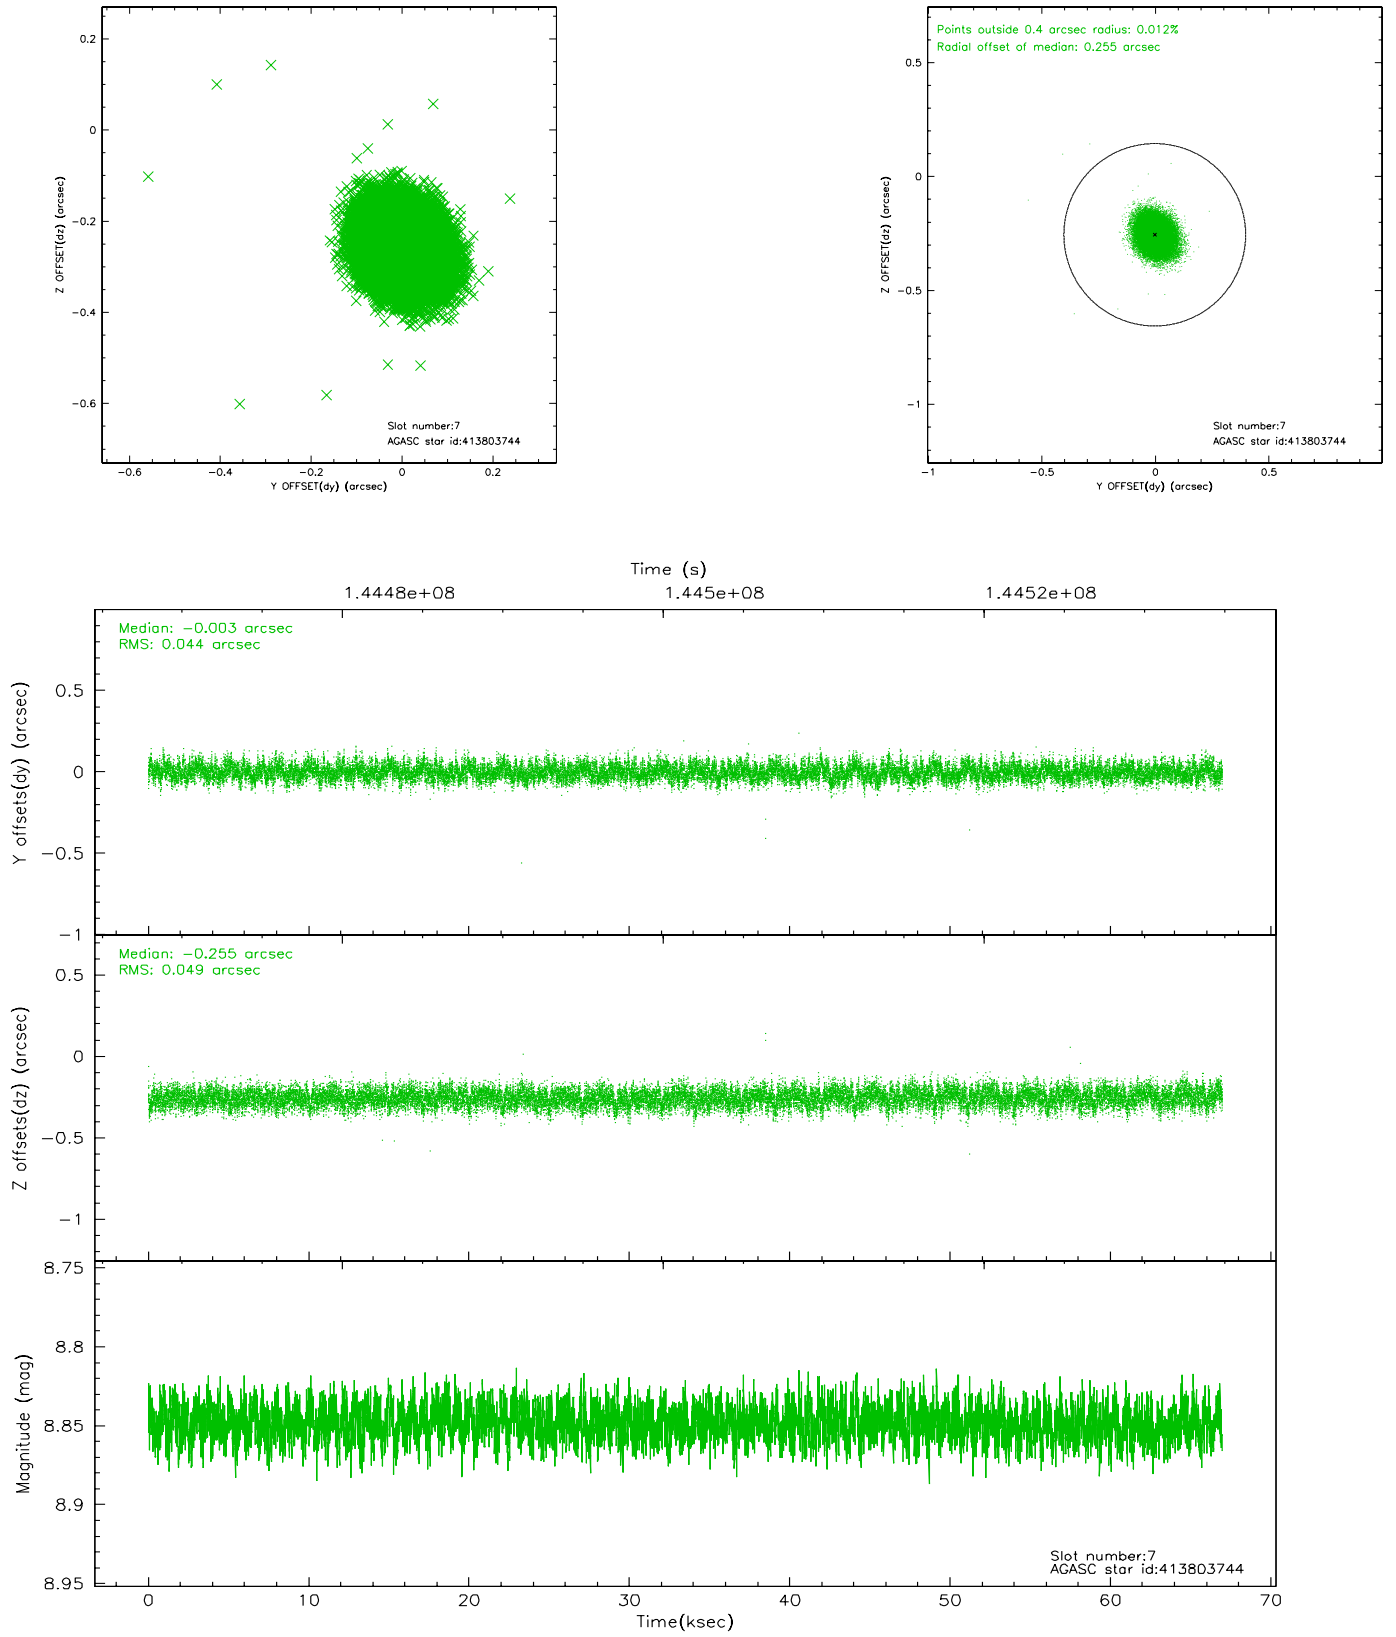 0.2
0
−0.2
−0.4
−0.6
Z OFFSET(dz) (arcsec)
Slot number:7
AGASC star id:413803744
−0.6 −0.4 −0.2 0 0.2
Y OFFSET(dy) (arcsec)
Points outside 0.4 arcsec radius: 0.012%
Radial offset of median: 0.255 arcsec
0.5
0
−0.5
−1
Z OFFSET(dz) (arcsec)
Slot number:7
AGASC star id:413803744
−1 −0.5 0 0.5
Y OFFSET(dy) (arcsec)
Time (s)
1.4448e+08 1.445e+08 1.4452e+08
Median: −0.003 arcsec
RMS: 0.044 arcsec
0.5
0
−0.5
−1
Y offsets(dy) (arcsec)
Median: −0.255 arcsec
RMS: 0.049 arcsec
0.5
0
−0.5
−1
Z offsets(dz) (arcsec)
8.75
8.8
8.85
8.9
8.95
Magnitude (mag)
Slot number:7
AGASC star id:413803744
0 10 20 30 40 50 60 70
Time(ksec)